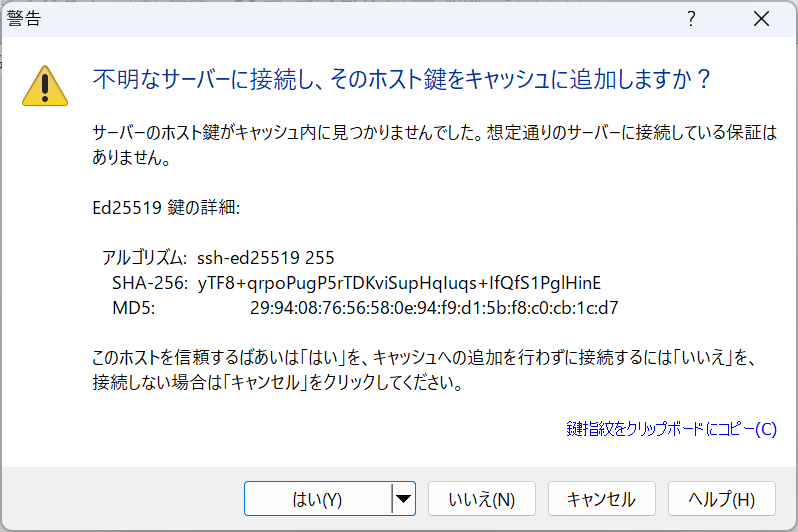 警告
不明なサーバーに接続し、そのホスト鍵をキャッシュに追加しますか？
サーバーのホスト鍵がキャッシュ内に見つかりませんでした。想定通りのサーバーに接続している保証は
ありません。
Ed25519 鍵の詳細:
アルゴリズム: ssh-ed25519 255
SHA-256: yTF8+qrpoPugP5rTDKviSupHqIuqs+IfQfS1PglHinE
MD5: 29:94:08:76:56:58:0e:94:f9:d1:5b:f8:c0:cb:1c:d7
このホストを信頼するばあいは「はい」を、キャッシュへの追加を行わずに接続するには「いいえ」を、
接続しない場合は「キャンセル」をクリックしてください。
鍵指紋をクリップボードにコピー(C)
はい(Y) いいえ(N) キャンセル ヘルプ(H)